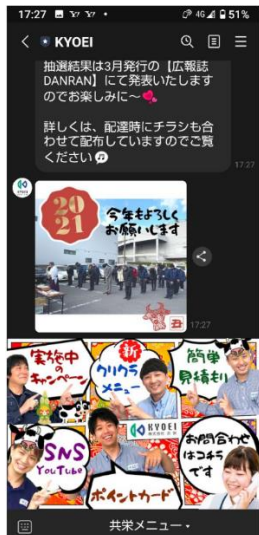 17:27
4G 51%
KYOEI
抽選結果は3月発行の【広報誌
DANRAN】にて発表いたします
のでお楽しみに〜
詳しくは、配達時にチラシも合
わせて配布していますのでご覧
ください
17:27
2021
今年もよろしく
お願いします
丑
17:27
実施中
の
キャンペーン
新
クリクラ
メニュー
簡単
見積もり
SNS
YouTube
KYOEI
ポイントカード
お問合わせ
はコチラ
です
共栄メニュー